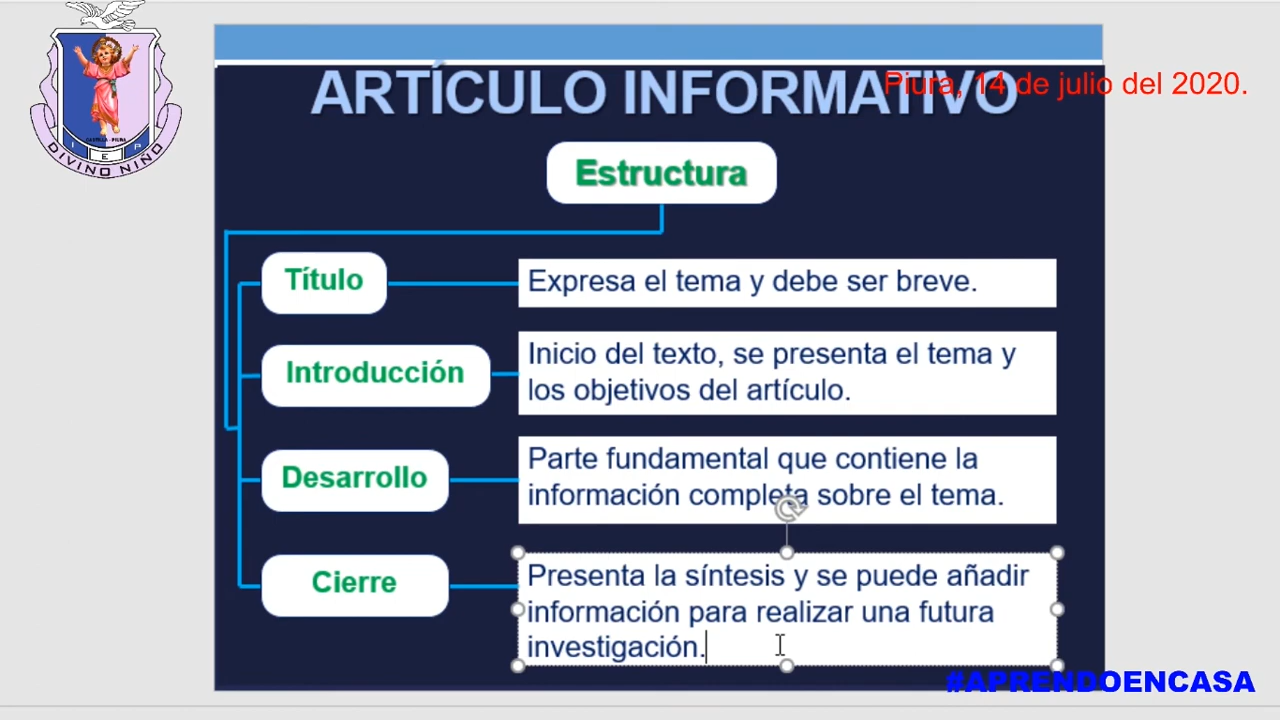 ARTÍCULO INFORMATIVO
Piura, 14 de julio del 2020.
CASTILLA - PIURA
I E P
DIVINO NIÑO
Estructura
Título
Expresa el tema y debe ser breve.
Introducción
Inicio del texto, se presenta el tema y
los objetivos del artículo.
Desarrollo
Parte fundamental que contiene la
información completa sobre el tema.
Cierre
Presenta la síntesis y se puede añadir
información para realizar una futura
investigación.
#APRENDOENCASA